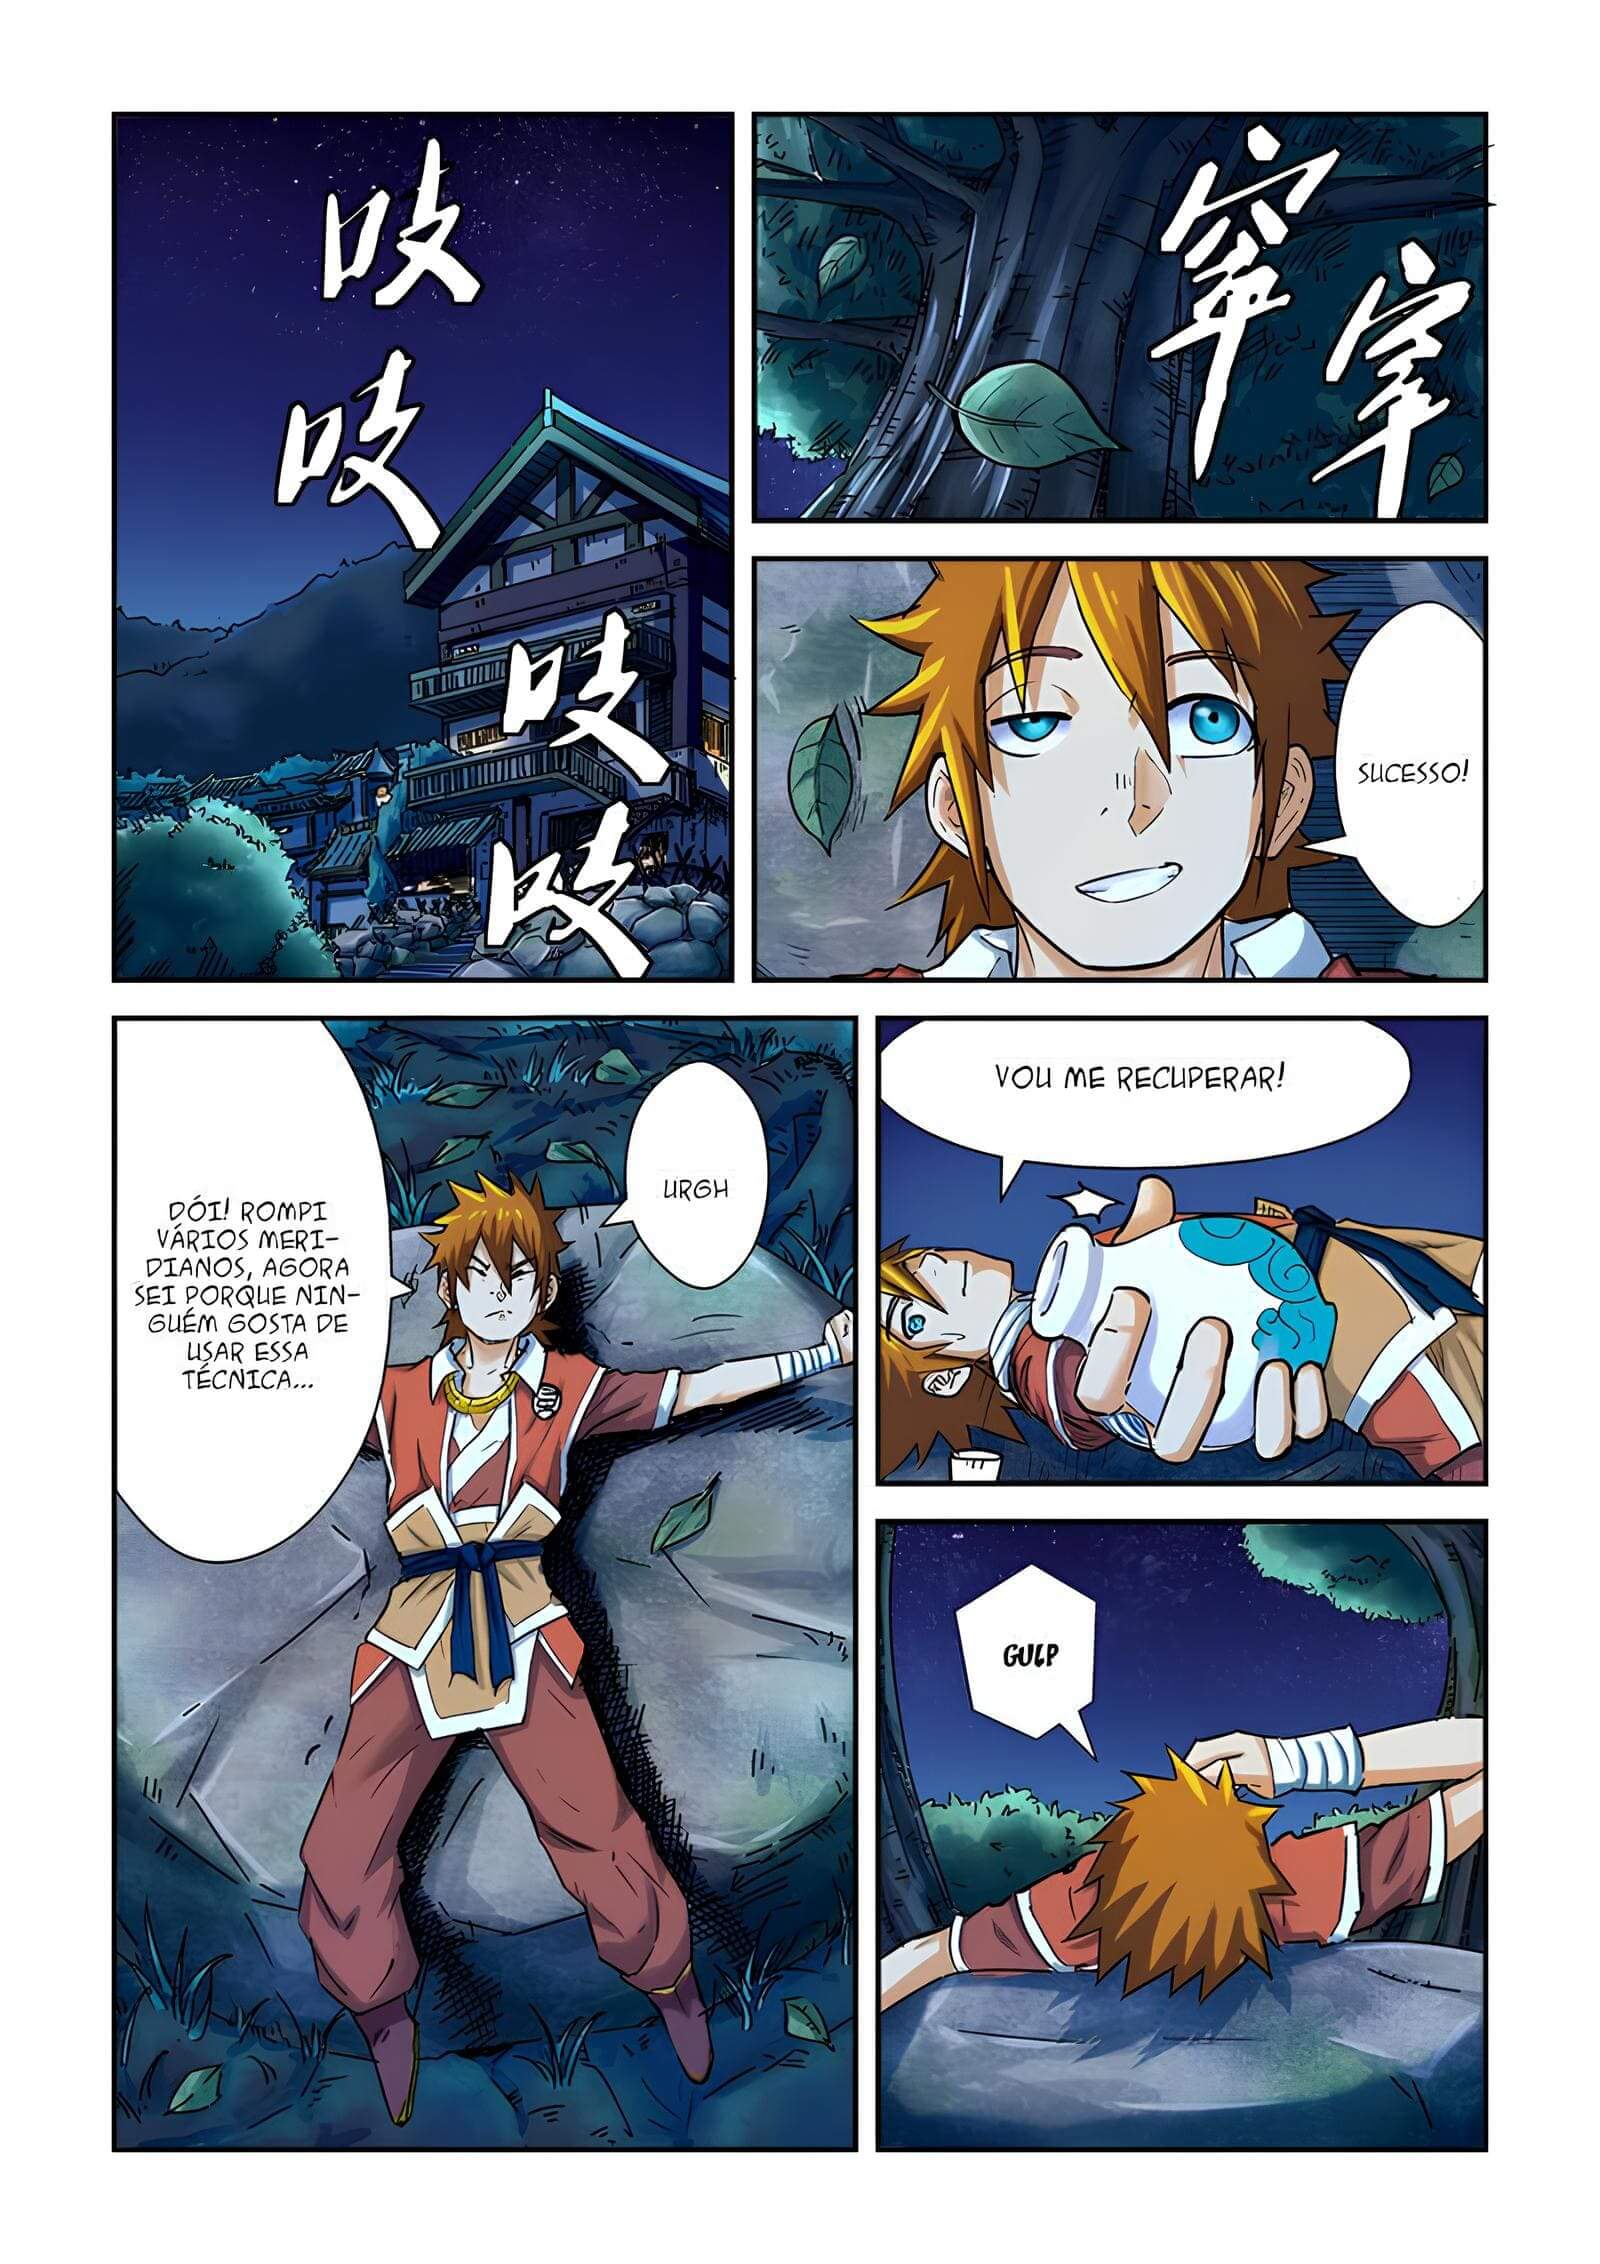 吱
吱
吱
吱
窣
窣
SUCESSO!
URGH
DÓI! ROMPI
VÁRIOS MERI-
DIANOS, AGORA
SEI PORQUE NIN-
GUÉM GOSTA DE
USAR ESSA
TÉCNICA...
VOU ME RECUPERAR!
GULP